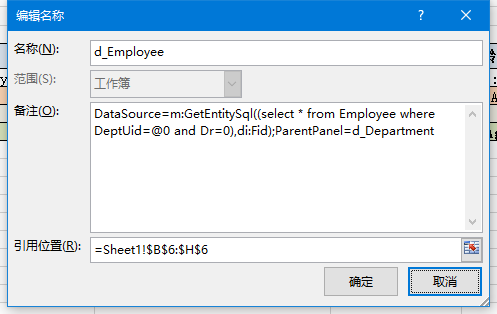 编辑名称
名称(N): d_Employee
范围(S): 工作簿
备注(O): DataSource=m:GetEntitySql((select * from Employee where
DeptUid=@0 and Dr=0),di:Fid);ParentPanel=d_Department
引用位置(R): =Sheet1!$B$6:$H$6
确定 取消